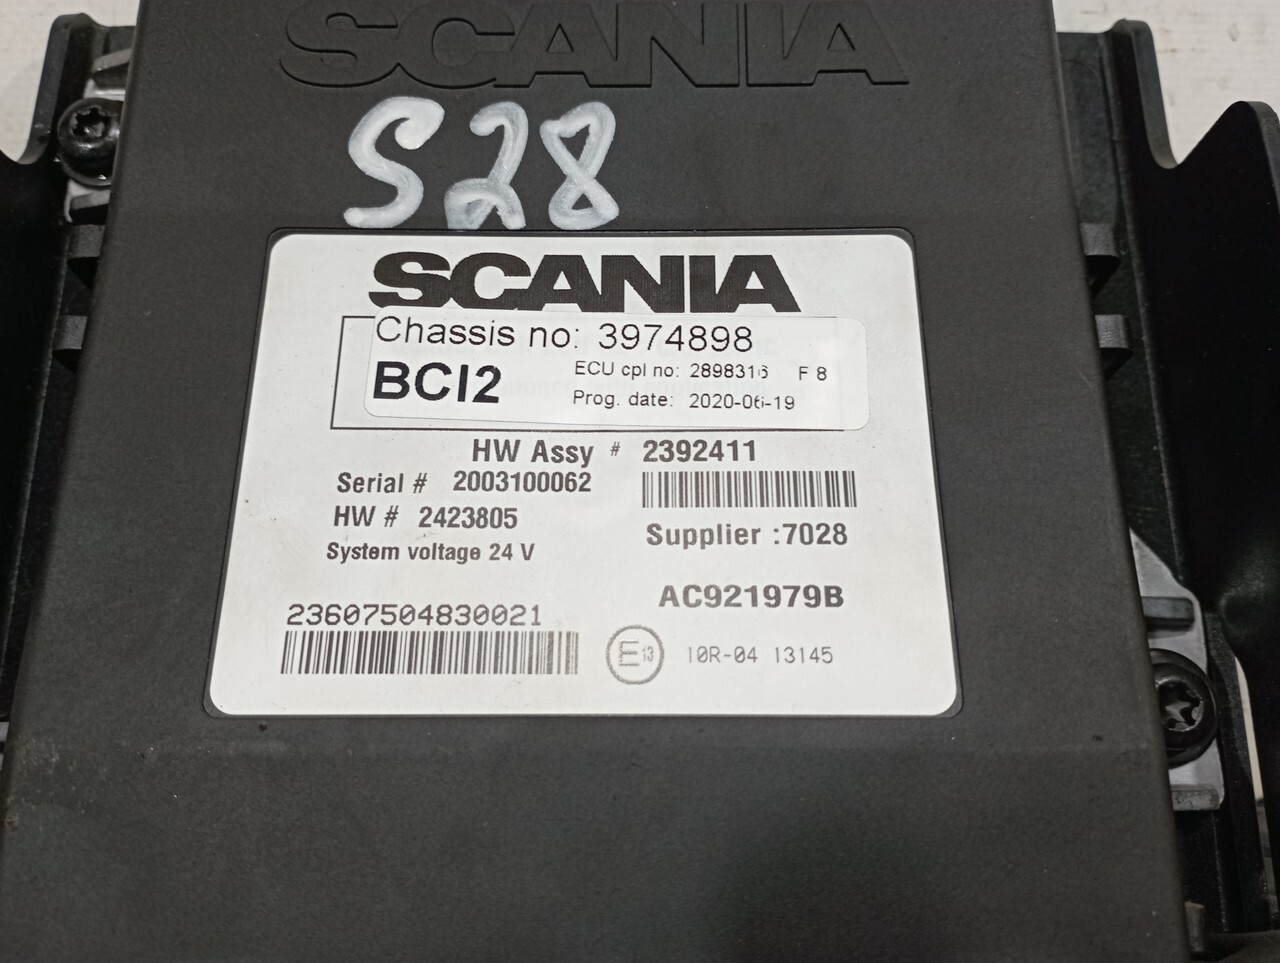 SCANIA
S28
SCANIA
Chassis no: 3974898
BCI2
ECU cpl no: 2898316 F 8
Prog. date: 2020-06-19
HW Assy # 2392411
Serial # 2003100062
HW # 2423805
Supplier :7028
System voltage 24 V
AC921979B
23607504830021
E13 10R-04 13145